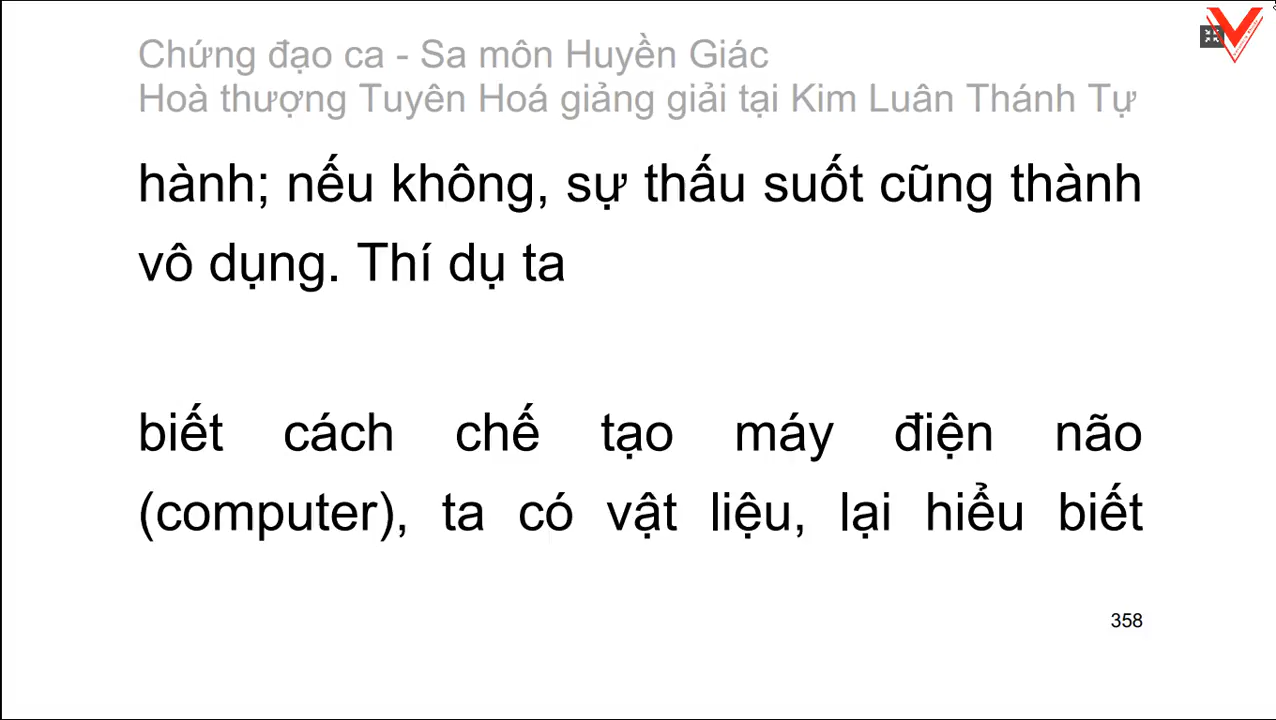 Chứng đạo ca - Sa môn Huyền Giác
Hoà thượng Tuyên Hoá giảng giải tại Kim Luân Thánh Tự
hành; nếu không, sự thấu suốt cũng thành
vô dụng. Thí dụ ta
biết cách chế tạo máy điện não
(computer), ta có vật liệu, lại hiểu biết
358